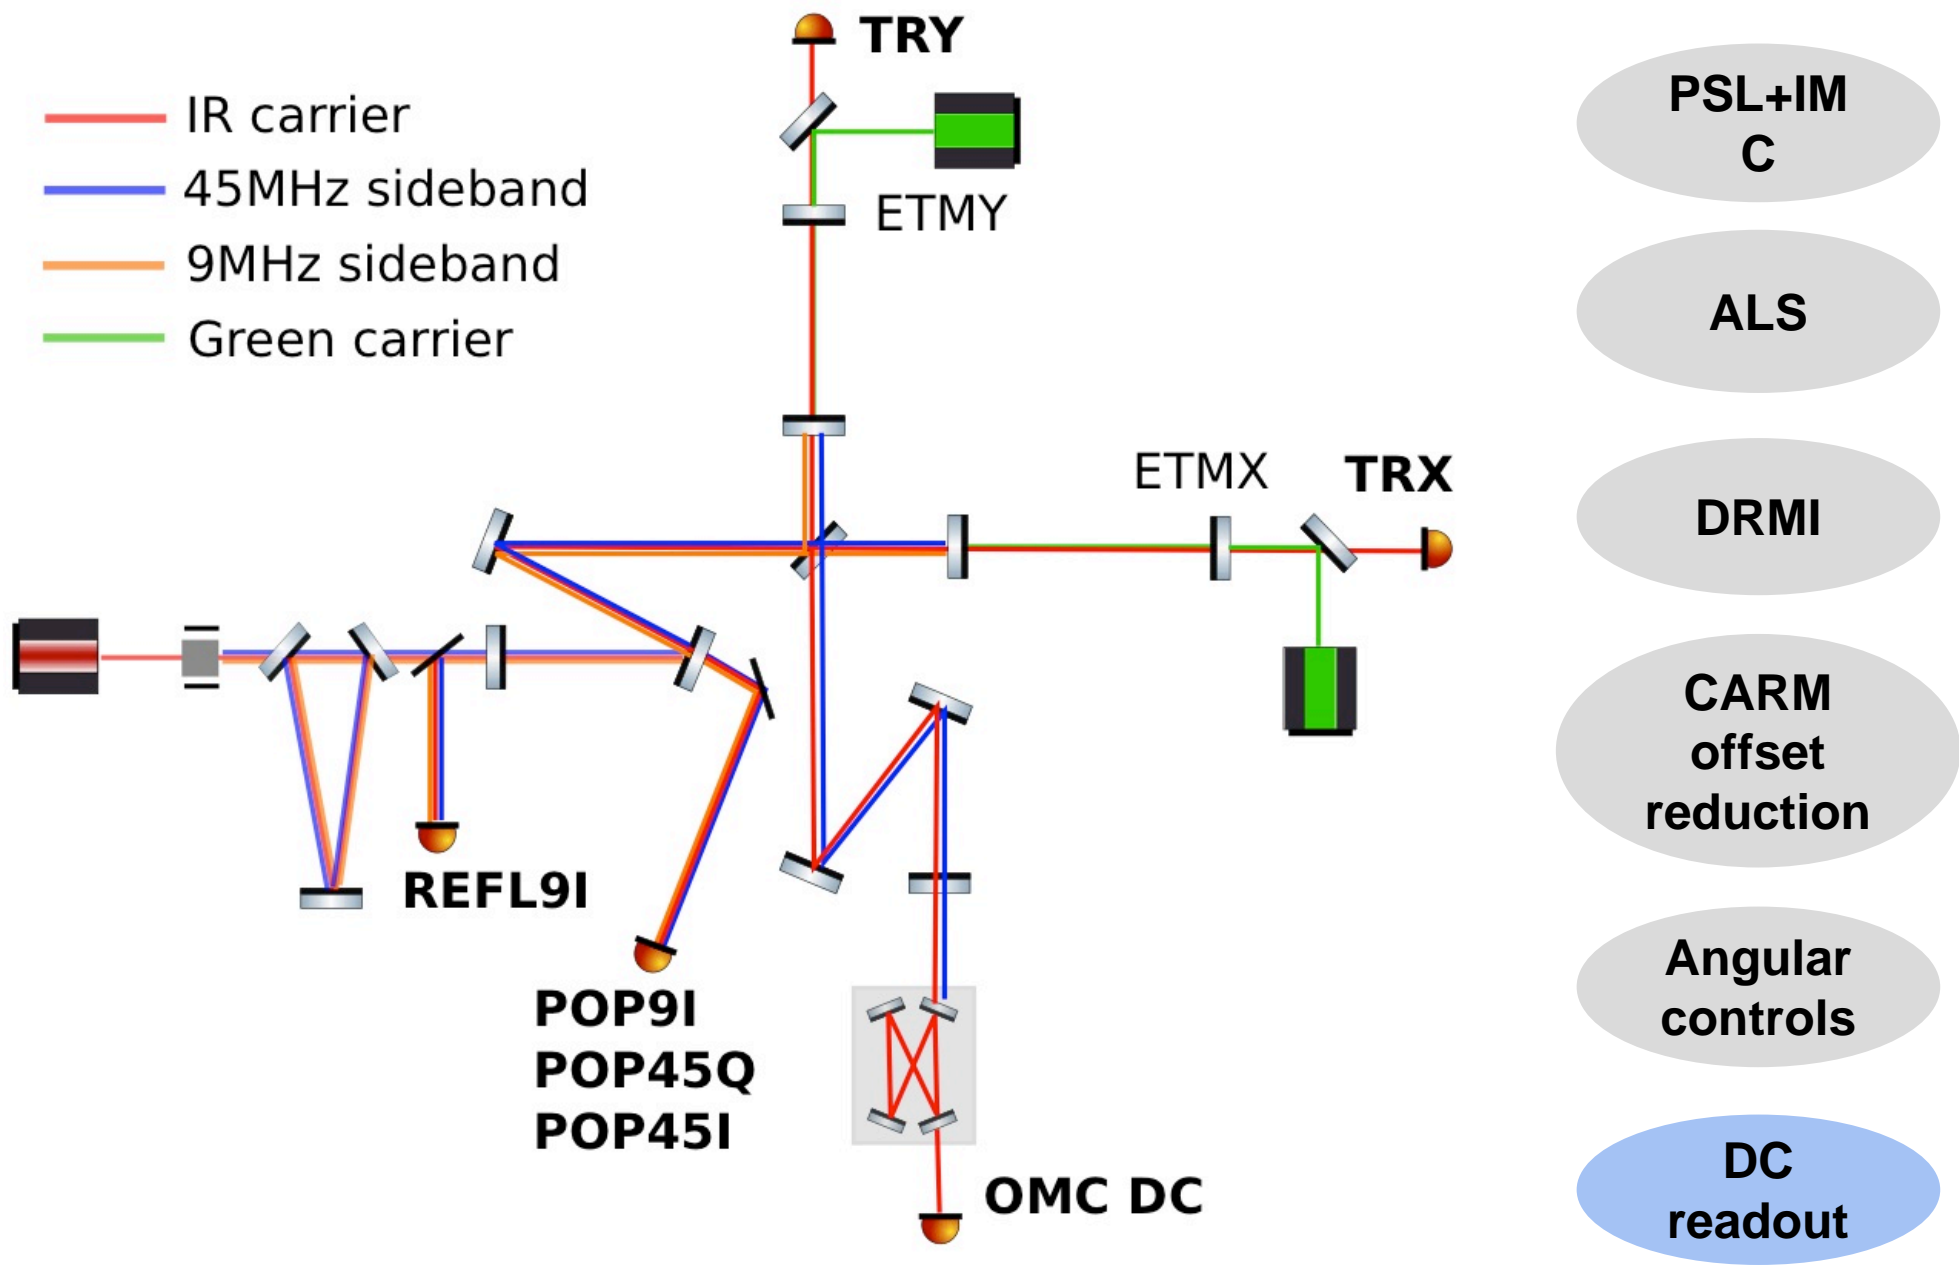 TRY
IR carrier
45MHz sideband
9MHz sideband
Green carrier
ETMY
ETMX
TRX
REFL9I
POP9I
POP45Q
POP45I
OMC DC
PSL+IM
C
ALS
DRMI
CARM
offset
reduction
Angular
controls
DC
readout